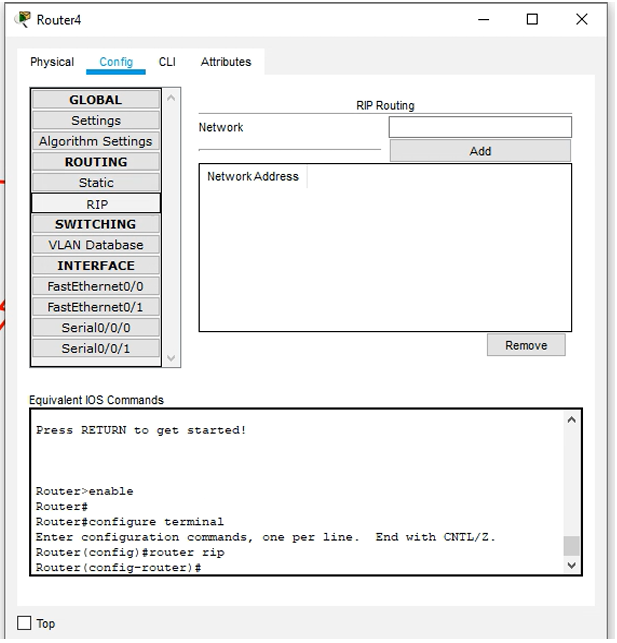 Router4
Physical Config CLI Attributes
GLOBAL
Settings
Algorithm Settings
ROUTING
Static
RIP
SWITCHING
VLAN Database
INTERFACE
FastEthernet0/0
FastEthernet0/1
Serial0/0/0
Serial0/0/1
RIP Routing
Network
Add
Network Address
Remove
Equivalent IOS Commands
Press RETURN to get started!
Router>enable
Router#
Router#configure terminal
Enter configuration commands, one per line.  End with CNTL/Z.
Router(config)#router rip
Router(config-router)#
Top